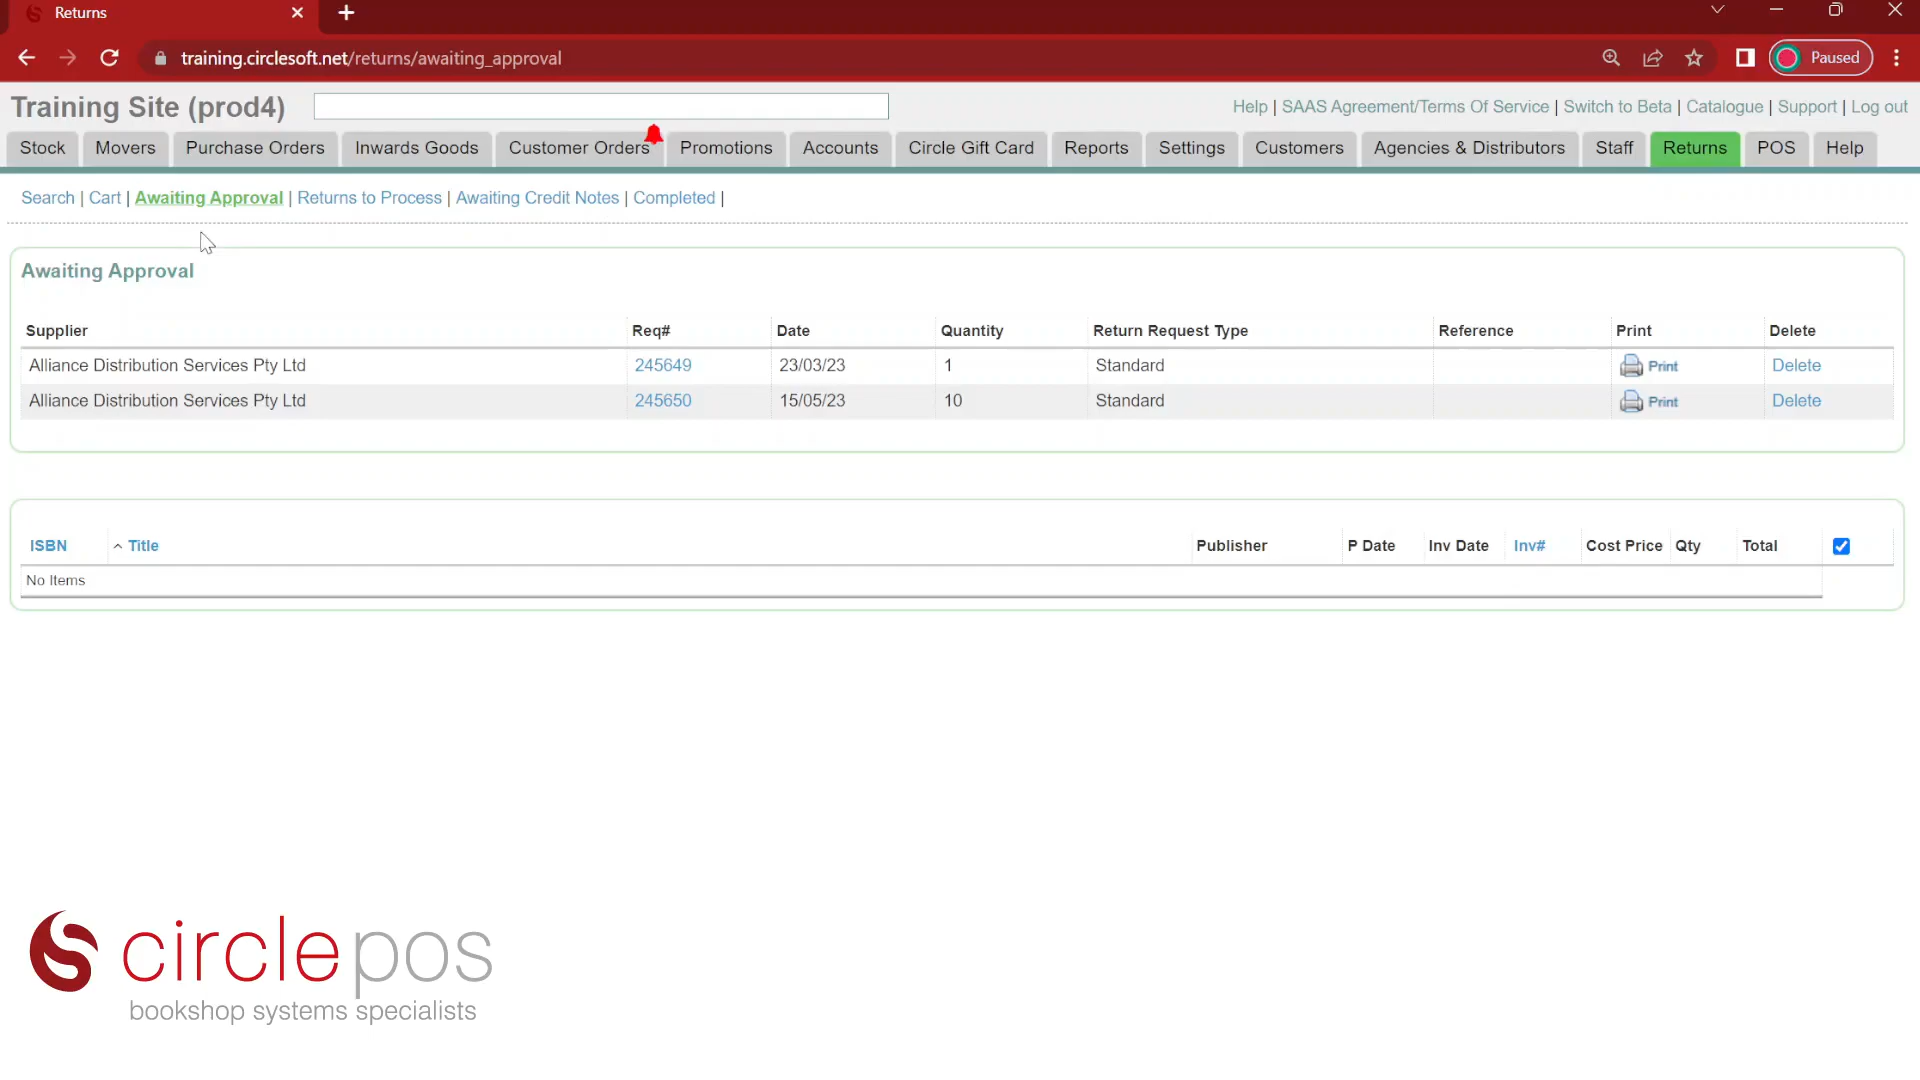 Returns
training.circlesoft.net/returns/awaiting_approval
Paused
Training Site (prod4)
Help | SAAS Agreement/Terms Of Service | Switch to Beta | Catalogue | Support | Log out
Stock Movers Purchase Orders Inwards Goods Customer Orders Promotions Accounts Circle Gift Card Reports Settings Customers Agencies & Distributors Staff Returns POS Help
Search | Cart | Awaiting Approval | Returns to Process | Awaiting Credit Notes | Completed |
Awaiting Approval
Supplier Req# Date Quantity Return Request Type Reference Print Delete
Alliance Distribution Services Pty Ltd 245649 23/03/23 1 Standard Print Delete
Alliance Distribution Services Pty Ltd 245650 15/05/23 10 Standard Print Delete
ISBN Title Publisher P Date Inv Date Inv# Cost Price Qty Total
No Items
circlepos
bookshop systems specialists